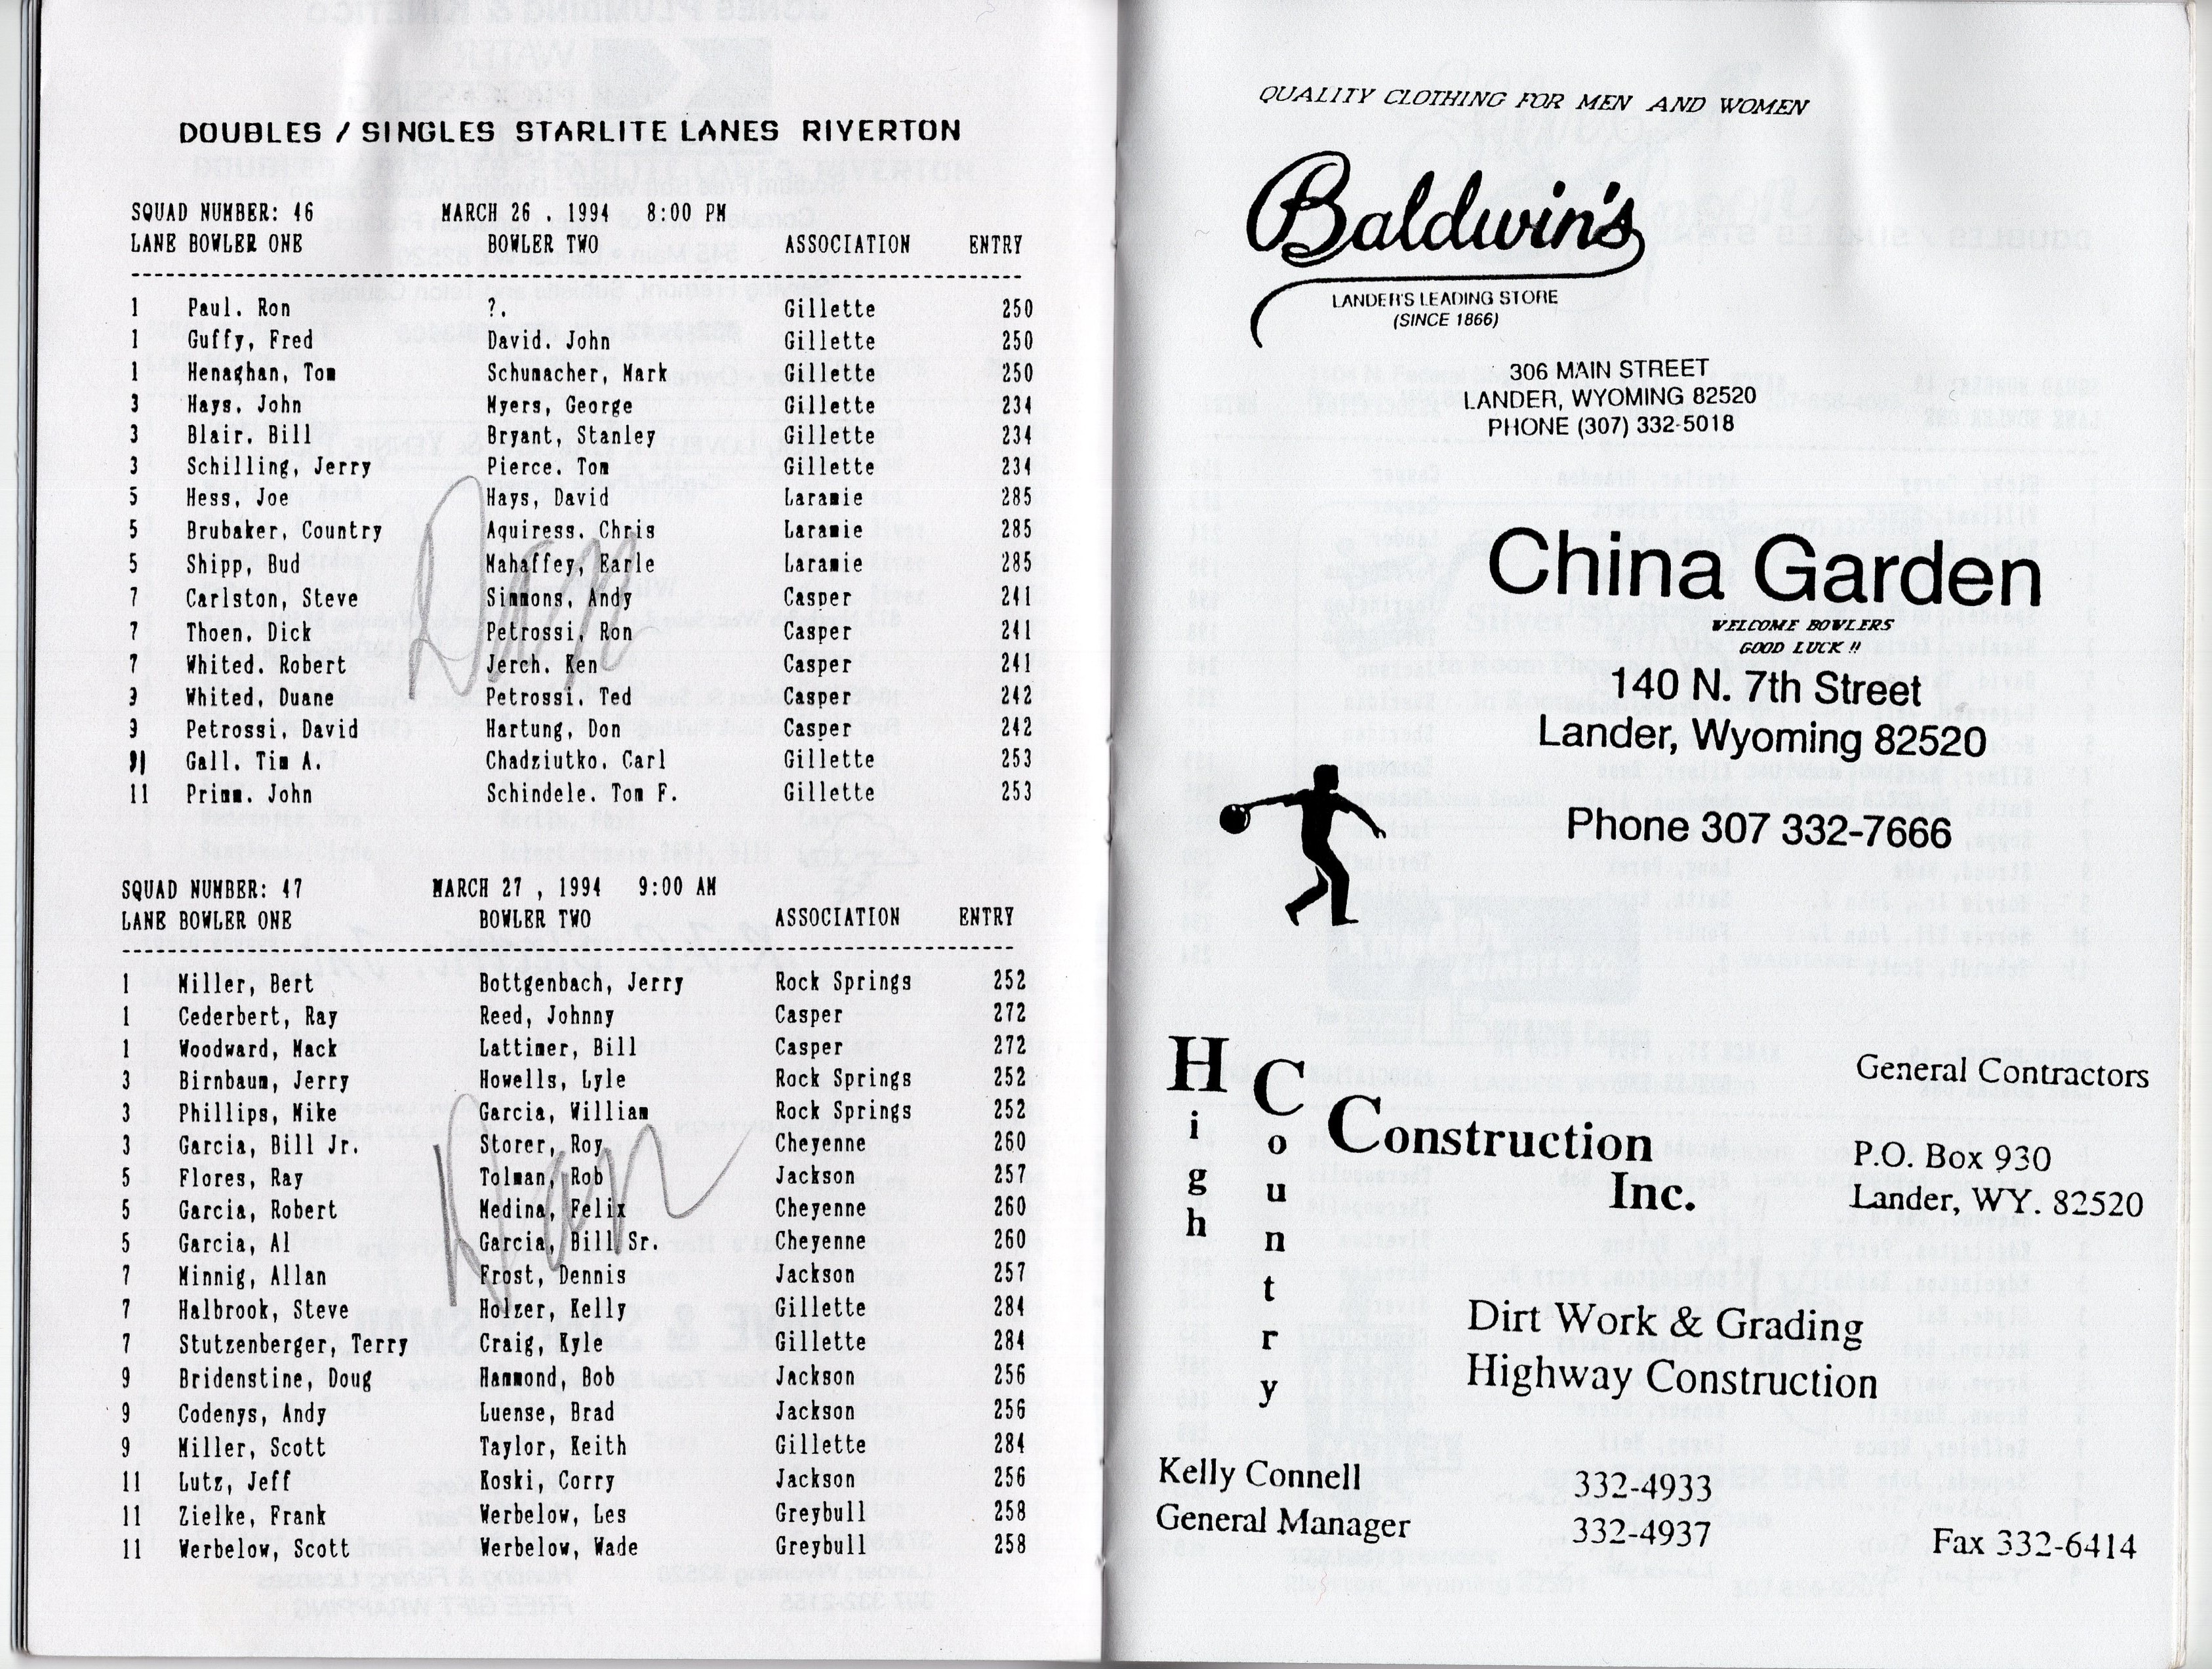 DOUBLES / SINGLES STARLITE LANES RIVERTON
SQUAD NUMBER: 46 MARCH 26 , 1994 8:00 PM
LANE BOWLER ONE BOWLER TWO ASSOCIATION ENTRY
1 Paul, Ron ?, Gillette 250
1 Guffy, Fred David, John Gillette 250
1 Henaghan, Tom Schumacher, Mark Gillette 250
3 Hays, John Myers, George Gillette 234
3 Blair, Bill Bryant, Stanley Gillette 234
3 Schilling, Jerry Pierce, Tom Gillette 234
5 Hess, Joe Hays, David Laramie 285
5 Brubaker, Country Aquiress, Chris Laramie 285
5 Shipp, Bud Mahaffey, Earle Laramie 285
7 Carlston, Steve Simmons, Andy Casper 241
7 Thoen, Dick Petrossi, Ron Casper 241
7 Whited, Robert Jerch, Ken Casper 241
9 Whited, Duane Petrossi, Ted Casper 242
9 Petrossi, David Hartung, Don Casper 242
11 Gall, Tim A. Chadziutko, Carl Gillette 253
11 Primm, John Schindele, Tom F. Gillette 253
Dan
SQUAD NUMBER: 47 MARCH 27 , 1994 9:00 AM
LANE BOWLER ONE BOWLER TWO ASSOCIATION ENTRY
1 Miller, Bert Bottgenbach, Jerry Rock Springs 252
1 Cederbert, Ray Reed, Johnny Casper 272
1 Woodward, Mack Lattimer, Bill Casper 272
3 Birnbaum, Jerry Howells, Lyle Rock Springs 252
3 Phillips, Mike Garcia, William Rock Springs 252
3 Garcia, Bill Jr. Storer, Roy Cheyenne 260
5 Flores, Ray Tolman, Rob Jackson 257
5 Garcia, Robert Medina, Felix Cheyenne 260
5 Garcia, Al Garcia, Bill Sr. Cheyenne 260
7 Minnig, Allan Frost, Dennis Jackson 257
7 Halbrook, Steve Holzer, Kelly Gillette 284
7 Stutzenberger, Terry Craig, Kyle Gillette 284
9 Bridenstine, Doug Hammond, Bob Jackson 256
9 Codenys, Andy Luense, Brad Jackson 256
9 Miller, Scott Taylor, Keith Gillette 284
11 Lutz, Jeff Koski, Corry Jackson 256
11 Zielke, Frank Werbelow, Les Greybull 258
11 Werbelow, Scott Werbelow, Wade Greybull 258
Dan
QUALITY CLOTHING FOR MEN AND WOMEN
Baldwin's
LANDER'S LEADING STORE
(SINCE 1866)
306 MAIN STREET
LANDER, WYOMING 82520
PHONE (307) 332-5018
China Garden
WELCOME BOWLERS
GOOD LUCK !!
140 N. 7th Street
Lander, Wyoming 82520
Phone 307 332-7666
High
Country
Construction
Inc.
General Contractors
P.O. Box 930
Lander, WY. 82520
Dirt Work & Grading
Highway Construction
Kelly Connell 332-4933
General Manager 332-4937 Fax 332-6414